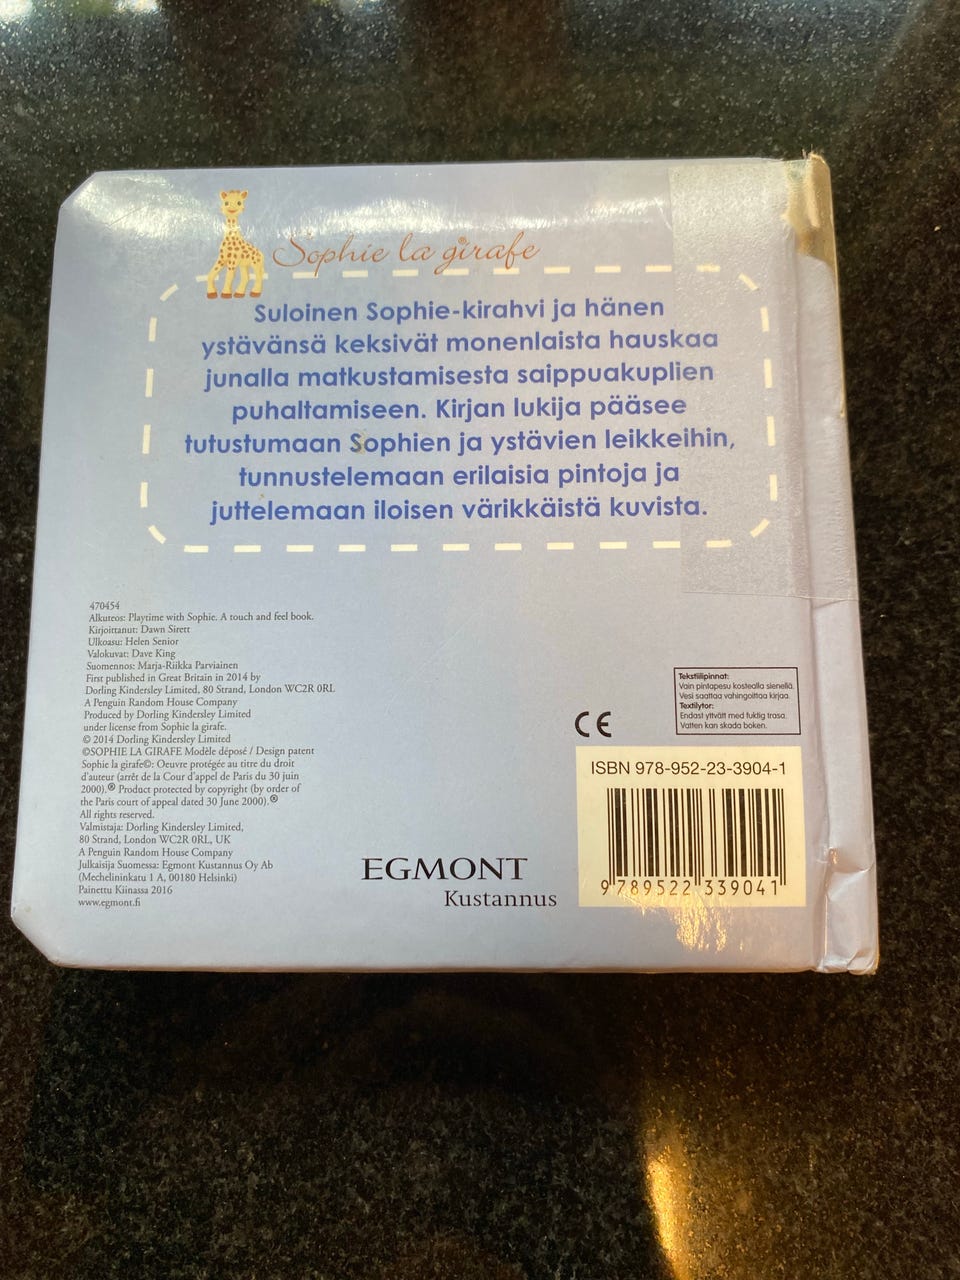 Sophie la girafe
Suloinen Sophie-kirahvi ja hänen
ystävänsä keksivät monenlaista hauskaa
junalla matkustamisesta saippuakuplien
puhaltamiseen. Kirjan lukija pääsee
tutustumaan Sophien ja ystävien leikkeihin,
tunnustelemaan erilaisia pintoja ja
juttelemaan iloisen värikkäistä kuvista.
470454
Alkuteos: Playtime with Sophie. A touch and feel book.
Kirjoittanut: Dawn Sirett
Ulkoasu: Helen Senior
Valokuvat: Dave King
Suomennos: Marja-Riikka Parviainen
First published in Great Britain in 2014 by
Dorling Kindersley Limited, 80 Strand, London WC2R 0RL
A Penguin Random House Company
Produced by Dorling Kindersley Limited
under license from Sophie la girafe.
© 2014 Dorling Kindersley Limited
©SOPHIE LA GIRAFE Modèle déposé / Design patent
Sophie la girafe©: Oeuvre protégée au titre du droit
d'auteur (arrêt de la Cour d'appel de Paris du 30 juin
2000).® Product protected by copyright (by order of
the Paris court of appeal dated 30 June 2000).®
All rights reserved.
Valmistaja: Dorling Kindersley Limited,
80 Strand, London WC2R 0RL, UK
A Penguin Random House Company
Julkaisija Suomessa: Egmont Kustannus Oy Ab
(Mechelininkatu 1 A, 00180 Helsinki)
Painettu Kiinassa 2016
www.egmont.fi
EGMONT
Kustannus
CE
Tekstiilipinnat:
Vain pintapesu kostealla sienellä.
Vesi saattaa vahingoittaa kirjaa.
Textilytor:
Endast yttvätt med fuktig trasa.
Vatten kan skada boken.
ISBN 978-952-23-3904-1
9 789522 339041